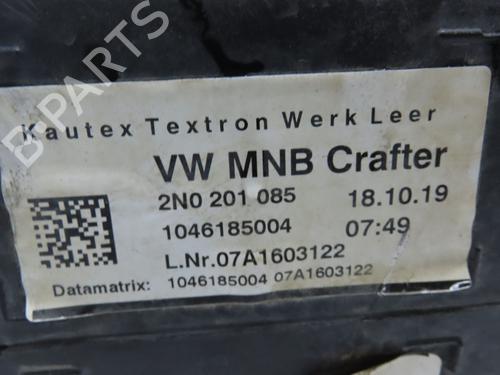 Kautex Textron Werk Leer
VW MNB Crafter
2N0 201 085 18.10.19
1046185004 07:49
L.Nr.07A1603122
Datamatrix: 1046185004 07A1603122